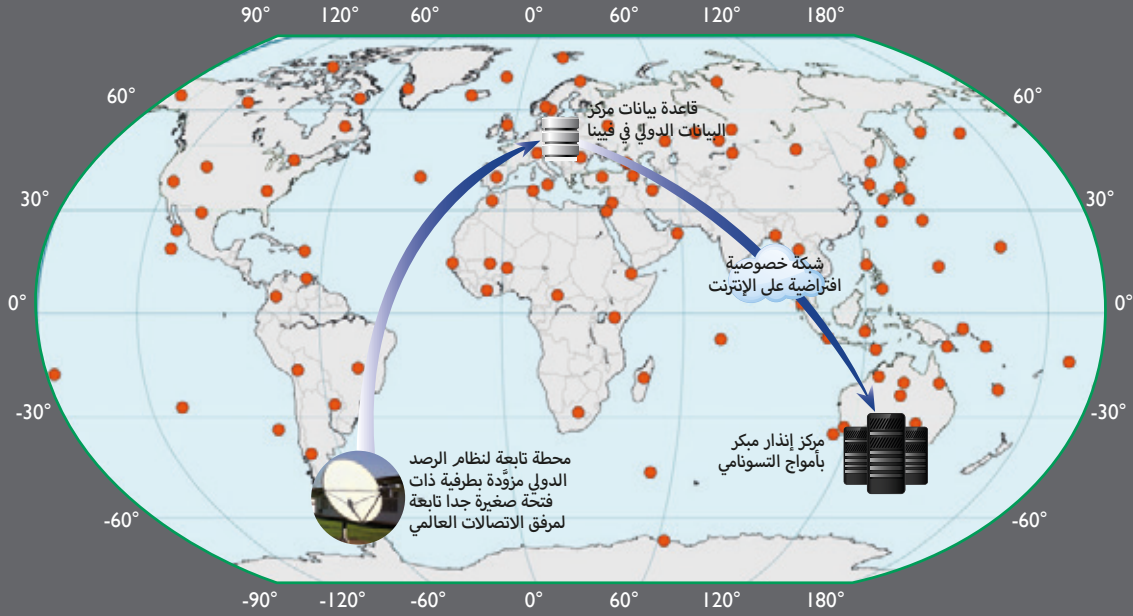 90° 120° 60° 0° 60° 120° 180°
60° 60°
قاعدة بيانات مركز
البيانات الدولي في فيينا
30° 30°
شبكة خصوصية
افتراضية على الإنترنت
0° 0°
-30° -30°
مركز إنذار مبكر
بأمواج التسونامي
محطة تابعة لنظام الرصد
الدولي مزوَّدة بطرفية ذات
فتحة صغيرة جدا تابعة
لمرفق الاتصالات العالمي
-60° -60°
-90° -120° -60° 0° 60° 120° 180°